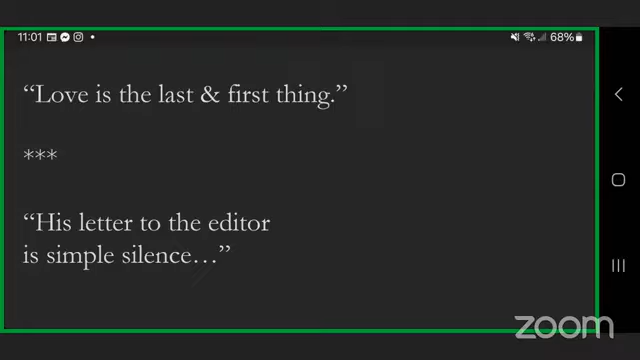 11:01
68%
“Love is the last & first thing.”
***
“His letter to the editor
is simple silence…”
zoom